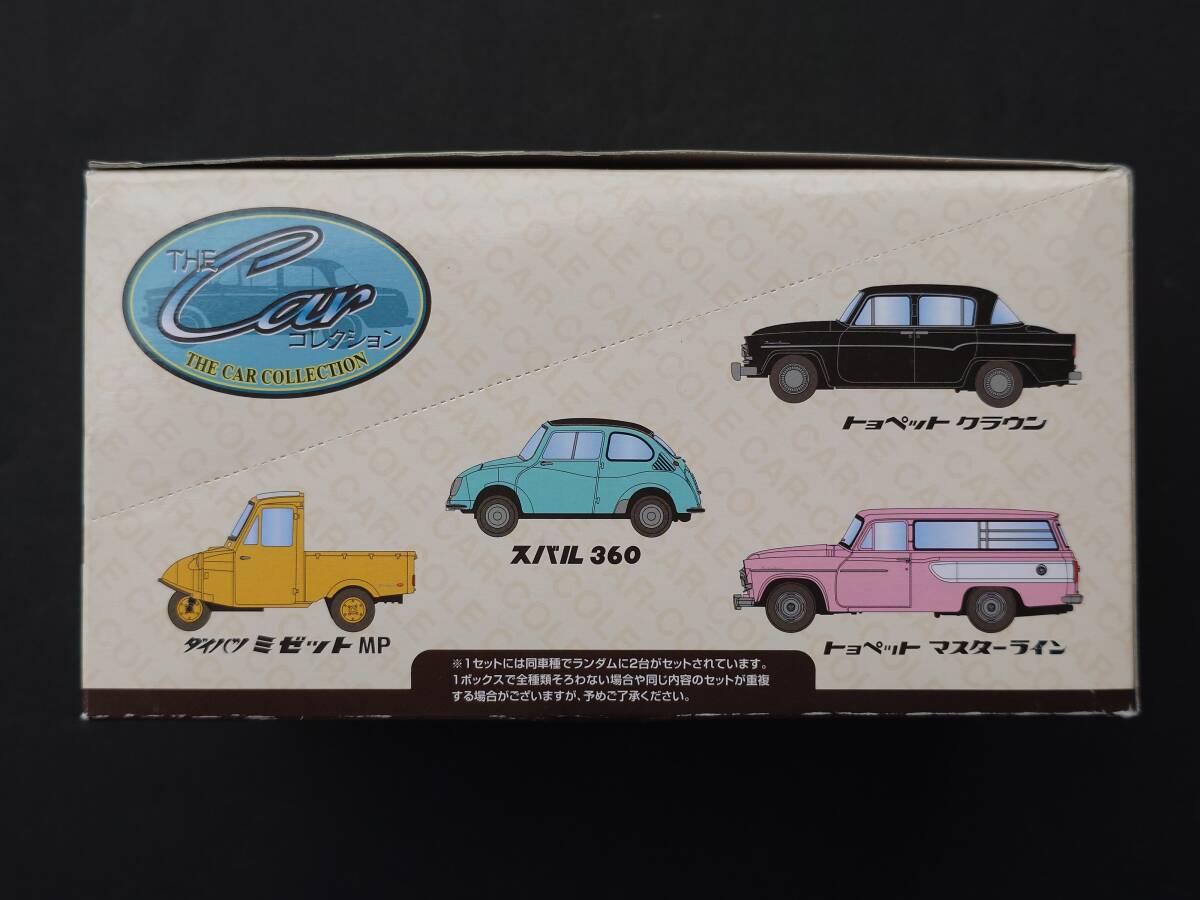 THE
Car
コレクション
THE CAR COLLECTION
トヨペット クラウン
スバル 360
ダイハツ ミゼット MP
トヨペット マスターライン
※1セットには同車種でランダムに2台がセットされています。
1ボックスで全種類そろわない場合や同じ内容のセットが重複
する場合がございますが、予めご了承ください。